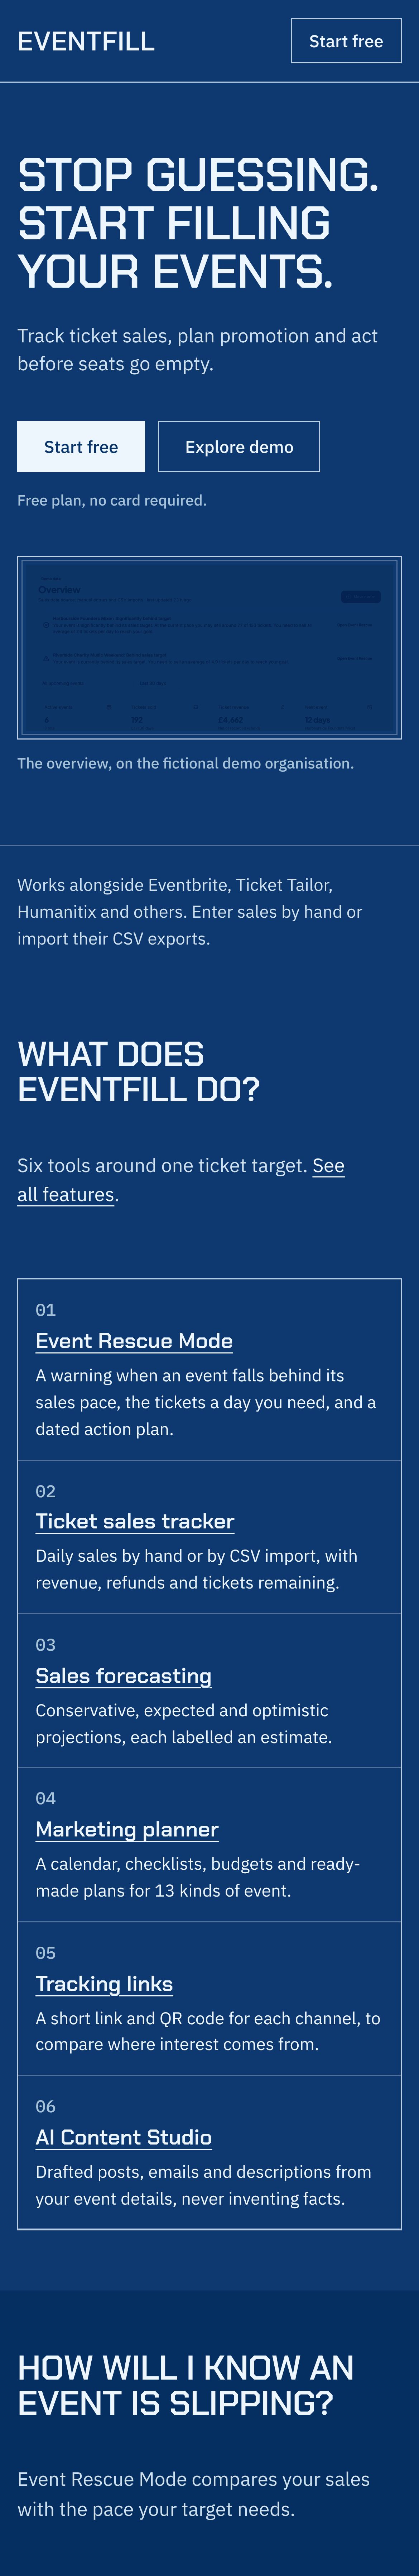 EVENTFILL
Start free
STOP GUESSING.
START FILLING
YOUR EVENTS.
Track ticket sales, plan promotion and act
before seats go empty.
Start free
Explore demo
Free plan, no card required.
Overview
6
192
£4,662
12 days
The overview, on the fictional demo organisation.
Works alongside Eventbrite, Ticket Tailor,
Humanitix and others. Enter sales by hand or
import their CSV exports.
WHAT DOES
EVENTFILL DO?
Six tools around one ticket target. See
all features.
01
Event Rescue Mode
A warning when an event falls behind its
sales pace, the tickets a day you need, and a
dated action plan.
02
Ticket sales tracker
Daily sales by hand or by CSV import, with
revenue, refunds and tickets remaining.
03
Sales forecasting
Conservative, expected and optimistic
projections, each labelled an estimate.
04
Marketing planner
A calendar, checklists, budgets and ready-
made plans for 13 kinds of event.
05
Tracking links
A short link and QR code for each channel, to
compare where interest comes from.
06
AI Content Studio
Drafted posts, emails and descriptions from
your event details, never inventing facts.
HOW WILL I KNOW AN
EVENT IS SLIPPING?
Event Rescue Mode compares your sales
with the pace your target needs.